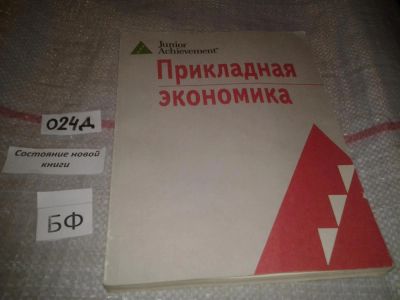 Junior
Achievement®
Прикладная
экономика
024Д
Состояние новой
книги
БФ